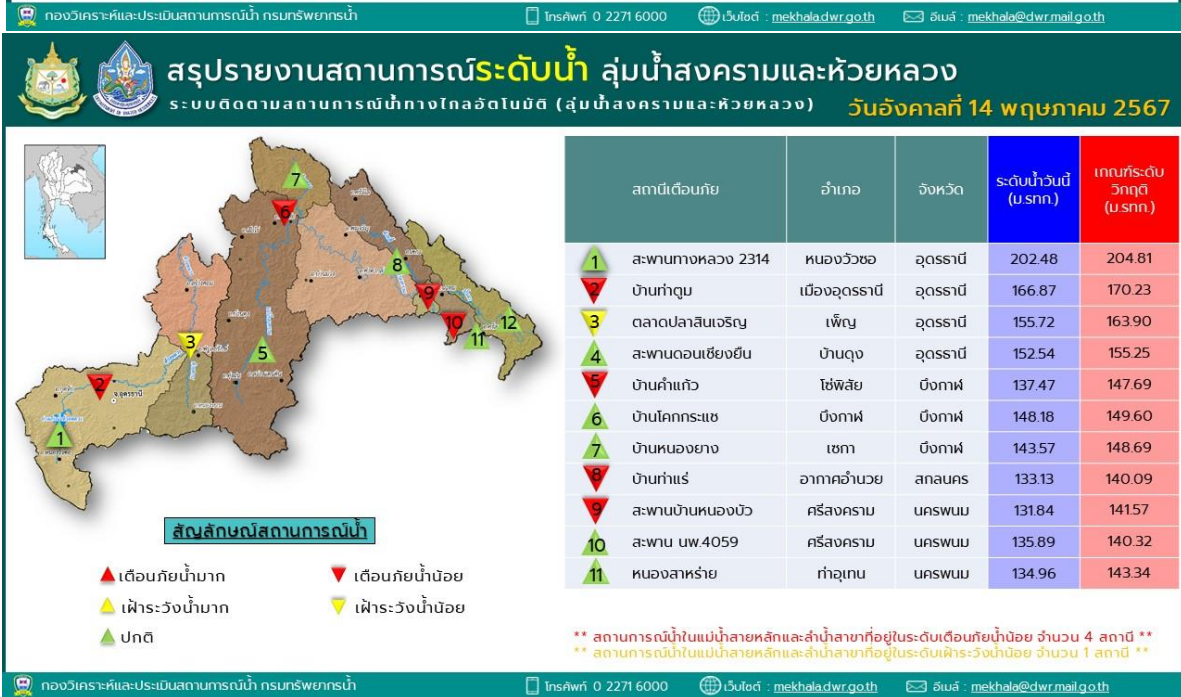 กองวิเคราะห์และประเมินสถานการณ์น้ำ กรมทรัพยากรน้ำ โทรศัพท์ 0 2271 6000 เว็บไซต์ : mekhala.dwr.go.th อีเมล์ : mekhala@dwr.mail.go.th
สรุปรายงานสถานการณ์ระดับน้ำ ลุ่มน้ำสงครามและห้วยหลวง
ระบบติดตามสถานการณ์น้ำทางไกลอัตโนมัติ (ลุ่มน้ำสงครามและห้วยหลวง) วันอังคารที่ 14 พฤษภาคม 2567
7
6
8
9
10
12
11
3
5
2
จ.อุดรธานี
1
สัญลักษณ์สถานการณ์น้ำ
เตือนภัยน้ำมาก เตือนภัยน้ำน้อย
เฝ้าระวังน้ำมาก เฝ้าระวังน้ำน้อย
ปกติ
สถานีเตือนภัย อำเภอ จังหวัด ระดับน้ำวันนี้ (ม.รทก.) เกณฑ์ระดับวิกฤติ (ม.รทก.)
1 สะพานทางหลวง 2314 หนองวัวซอ อุดรธานี 202.48 204.81
2 บ้านท่าตูม เมืองอุดรธานี อุดรธานี 166.87 170.23
3 ตลาดปลาสินเจริญ เพ็ญ อุดรธานี 155.72 163.90
4 สะพานดอนเชียงยืน บ้านดุง อุดรธานี 152.54 155.25
5 บ้านคำแก้ว โซ่พิสัย บึงกาฬ 137.47 147.69
6 บ้านโคกกระแซ บึงกาฬ บึงกาฬ 148.18 149.60
7 บ้านหนองยาง เซกา บึงกาฬ 143.57 148.69
8 บ้านท่าแร่ อากาศอำนวย สกลนคร 133.13 140.09
9 สะพานบ้านหนองบัว ศรีสงคราม นครพนม 131.84 141.57
10 สะพาน นพ.4059 ศรีสงคราม นครพนม 135.89 140.32
11 หนองสาหร่าย ท่าอุเทน นครพนม 134.96 143.34
** สถานการณ์น้ำในแม่น้ำสายหลักและลำน้ำสาขาที่อยู่ในระดับเตือนภัยน้ำน้อย จำนวน 4 สถานี **
** สถานการณ์น้ำในแม่น้ำสายหลักและลำน้ำสาขาที่อยู่ในระดับเฝ้าระวังน้ำน้อย จำนวน 1 สถานี **
กองวิเคราะห์และประเมินสถานการณ์น้ำ กรมทรัพยากรน้ำ โทรศัพท์ 0 2271 6000 เว็บไซต์ : mekhala.dwr.go.th อีเมล์ : mekhala@dwr.mail.go.th